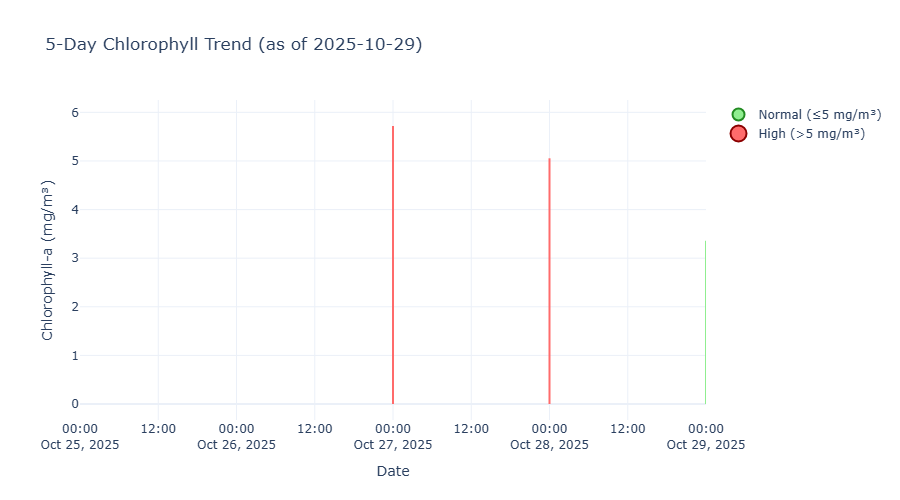 5-Day Chlorophyll Trend (as of 2025-10-29)
Normal (≤5 mg/m³)
High (>5 mg/m³)
Chlorophyll-a (mg/m³)
6
5
4
3
2
1
0
00:00 12:00 00:00 12:00 00:00 12:00 00:00 12:00 00:00
Oct 25, 2025 Oct 26, 2025 Oct 27, 2025 Oct 28, 2025 Oct 29, 2025
Date